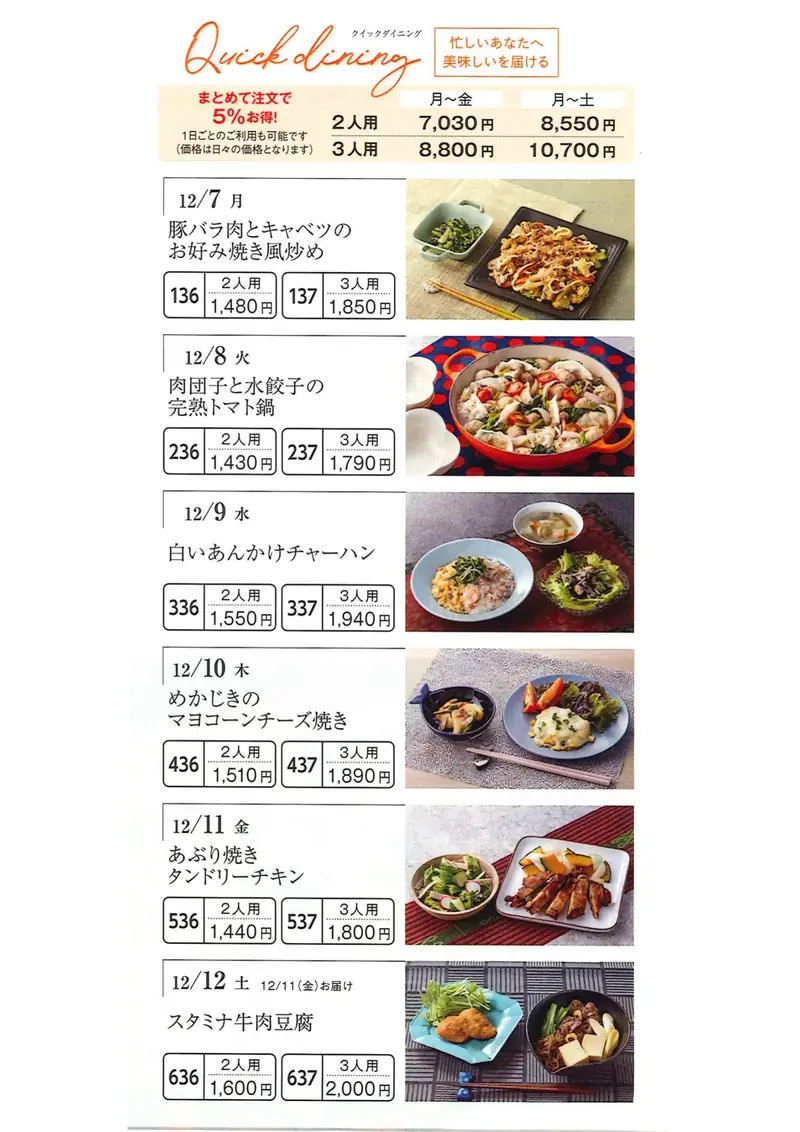 クイックダイニング
Quick dining
忙しいあなたへ
美味しいを届ける
まとめて注文で
5%お得!
1日ごとのご利用も可能です
(価格は日々の価格となります)
月〜金 月〜土
2人用 7,030円 8,550円
3人用 8,800円 10,700円
12/7 月
豚バラ肉とキャベツの
お好み焼き風炒め
136 2人用 1,480円 137 3人用 1,850円
12/8 火
肉団子と水餃子の
完熟トマト鍋
236 2人用 1,430円 237 3人用 1,790円
12/9 水
白いあんかけチャーハン
336 2人用 1,550円 337 3人用 1,940円
12/10 木
めかじきの
マヨコーンチーズ焼き
436 2人用 1,510円 437 3人用 1,890円
12/11 金
あぶり焼き
タンドリーチキン
536 2人用 1,440円 537 3人用 1,800円
12/12 土 12/11(金)お届け
スタミナ牛肉豆腐
636 2人用 1,600円 637 3人用 2,000円